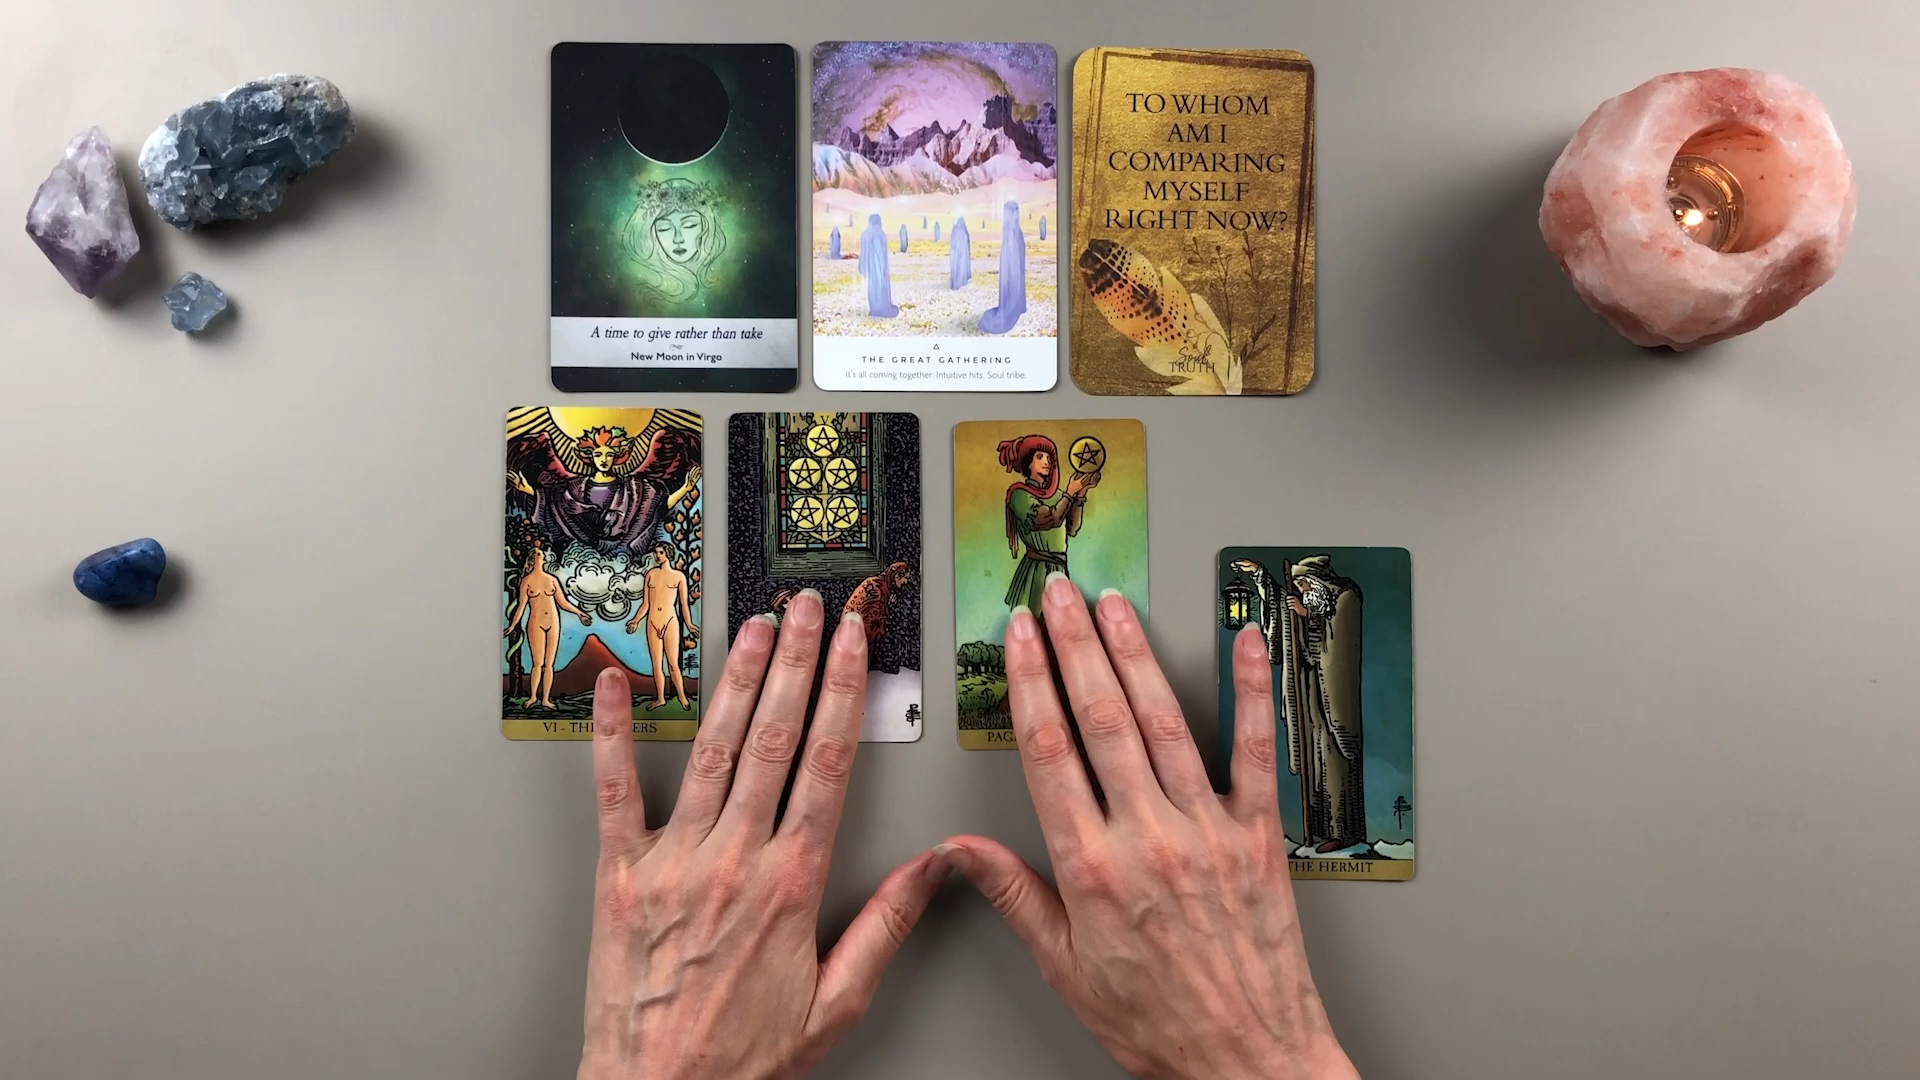 A time to give rather than take
New Moon in Virgo
THE GREAT GATHERING
It's all coming together. Intuitive hits. Soul tribe.
TO WHOM
AM I
COMPARING
MYSELF
RIGHT NOW?
Soul
TRUTH
V
VI - THE
ERS
PAG
THE HERMIT